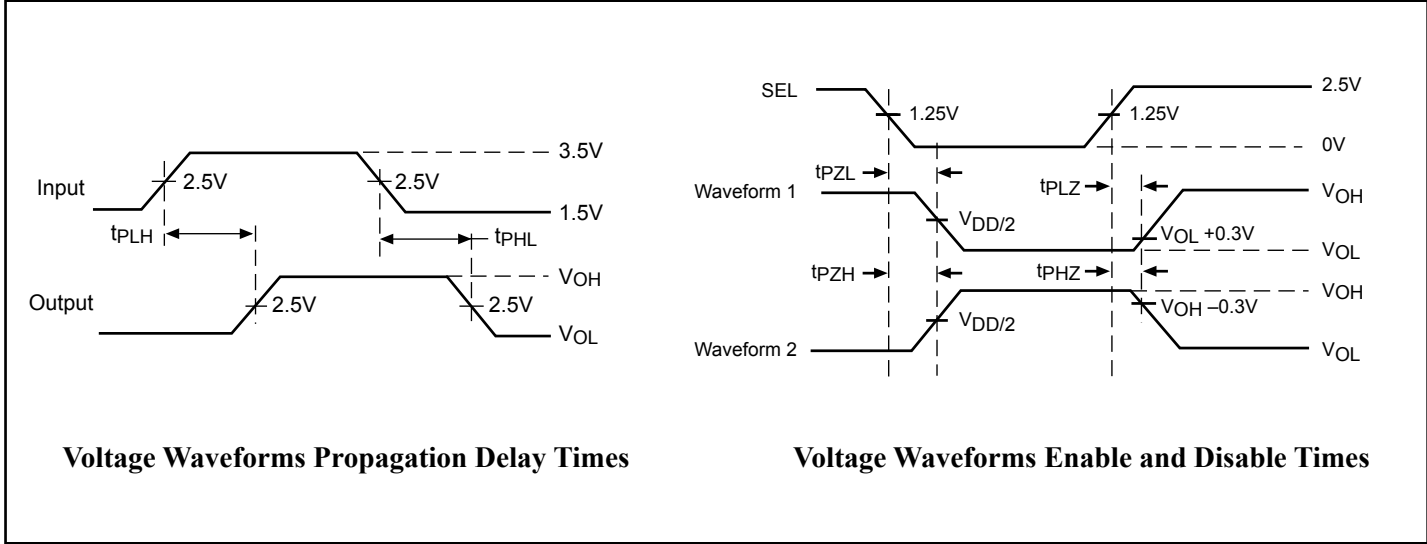 Input
2.5V
2.5V
3.5V
1.5V
tPLH
tPHL
Output
2.5V
2.5V
VOH
VOL
Voltage Waveforms Propagation Delay Times
SEL
1.25V
1.25V
2.5V
0V
tPZL
tPLZ
Waveform 1
VDD/2
VOL +0.3V
VOH
VOL
tPZH
tPHZ
Waveform 2
VDD/2
VOH –0.3V
VOH
VOL
Voltage Waveforms Enable and Disable Times